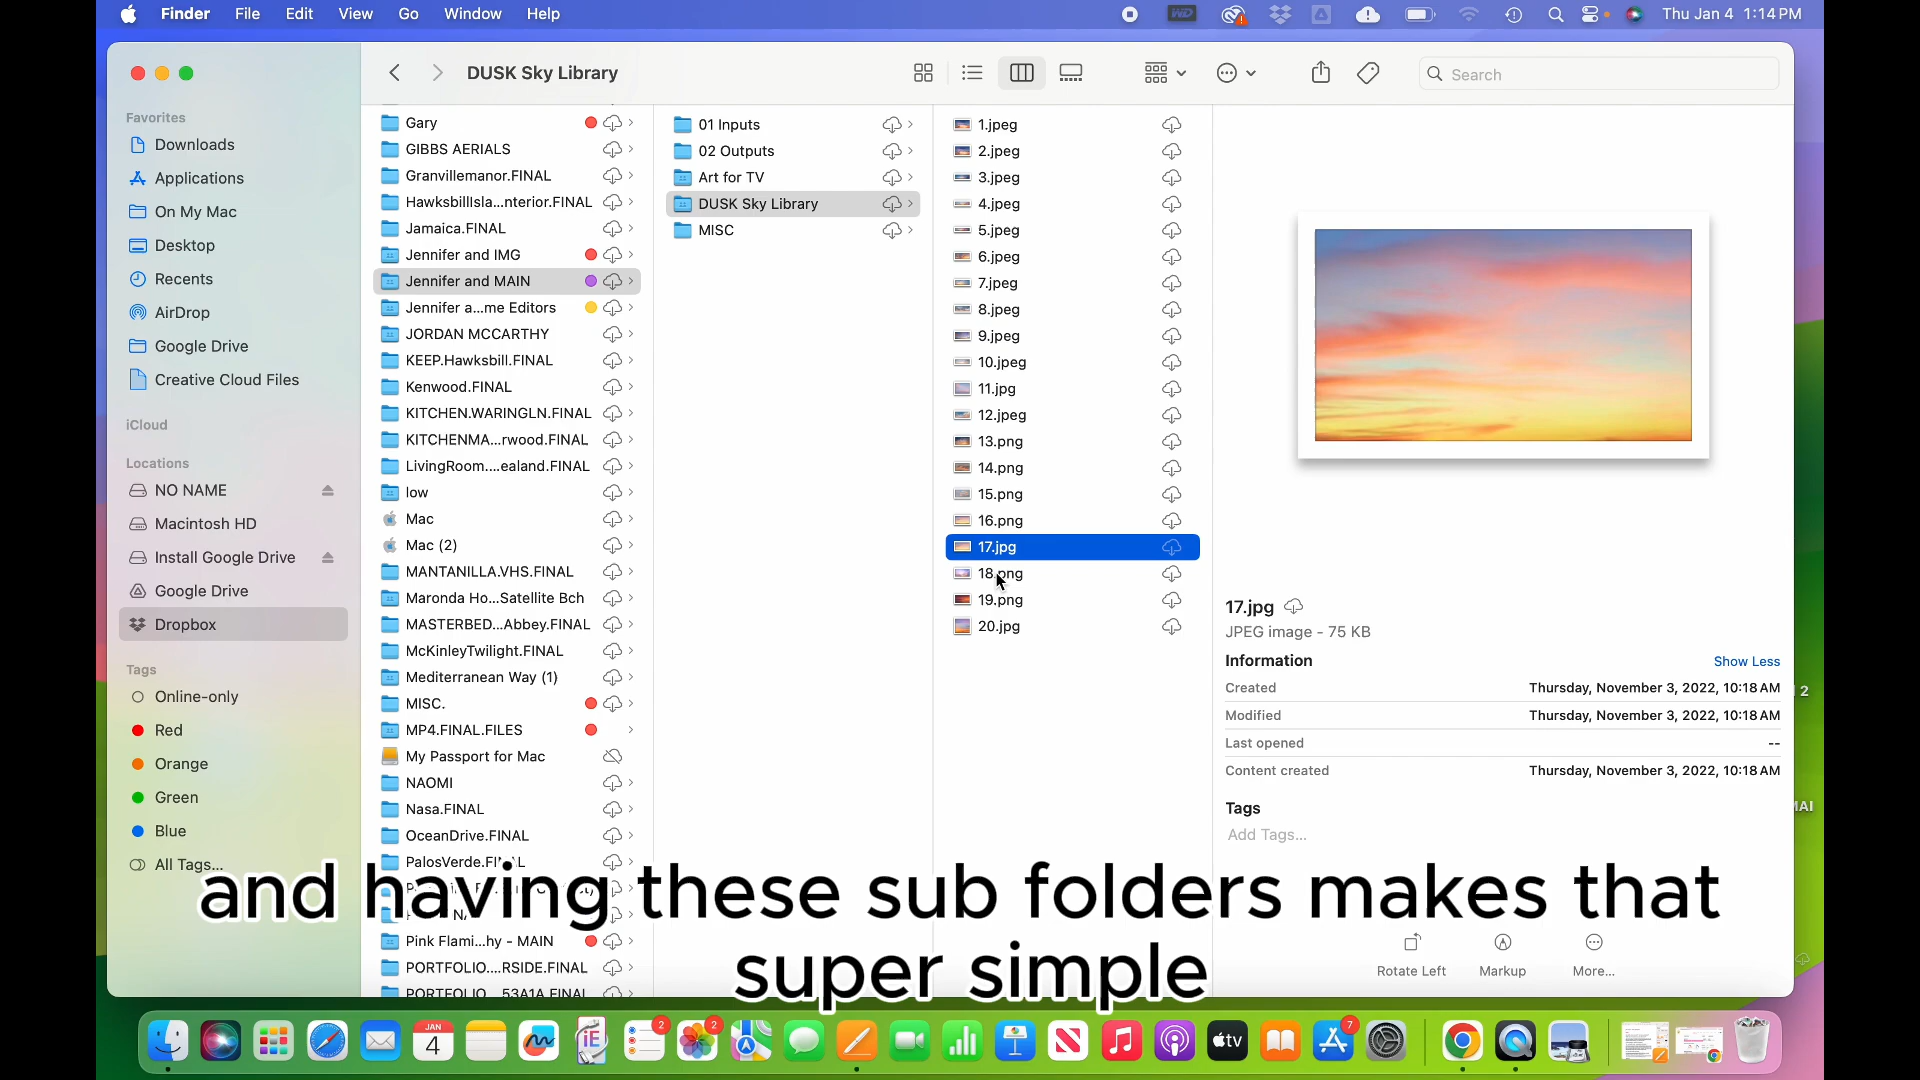 Finder File Edit View Go Window Help
Thu Jan 4 1:14 PM
DUSK Sky Library
Search
Favorites
Downloads
Applications
On My Mac
Desktop
Recents
AirDrop
Google Drive
Creative Cloud Files
iCloud
Locations
NO NAME
Macintosh HD
Install Google Drive
Google Drive
Dropbox
Tags
Online-only
Red
Orange
Green
Blue
All Tags...
Gary
GIBBS AERIALS
Granvillemanor.FINAL
HawksbillIsla...nterior.FINAL
Jamaica.FINAL
Jennifer and IMG
Jennifer and MAIN
Jennifer a...me Editors
JORDAN MCCARTHY
KEEP.Hawksbill.FINAL
Kenwood.FINAL
KITCHEN.WARINGLN.FINAL
KITCHENMA...rwood.FINAL
LivingRoom....ealand.FINAL
low
Mac
Mac (2)
MANTANILLA.VHS.FINAL
Maronda Ho...Satellite Bch
MASTERBED...Abbey.FINAL
McKinleyTwilight.FINAL
Mediterranean Way (1)
MISC.
MP4.FINAL.FILES
My Passport for Mac
NAOMI
Nasa.FINAL
OceanDrive.FINAL
Pink Flami...hy - MAIN
PORTFOLIO....RSIDE.FINAL
PORTFOLIO...53A1A.FINAL
01 Inputs
02 Outputs
Art for TV
DUSK Sky Library
MISC
1.jpeg
2.jpeg
3.jpeg
4.jpeg
5.jpeg
6.jpeg
7.jpeg
8.jpeg
9.jpeg
10.jpeg
11.jpg
12.jpeg
13.png
14.png
15.png
16.png
17.jpg
18.png
19.png
20.jpg
17.jpg
JPEG image - 75 KB
Information Show Less
Created Thursday, November 3, 2022, 10:18 AM
Modified Thursday, November 3, 2022, 10:18 AM
Last opened --
Content created Thursday, November 3, 2022, 10:18 AM
Tags
Add Tags...
Rotate Left Markup More...
and having these sub folders makes that
super simple
JAN
4
2
2
tv
7